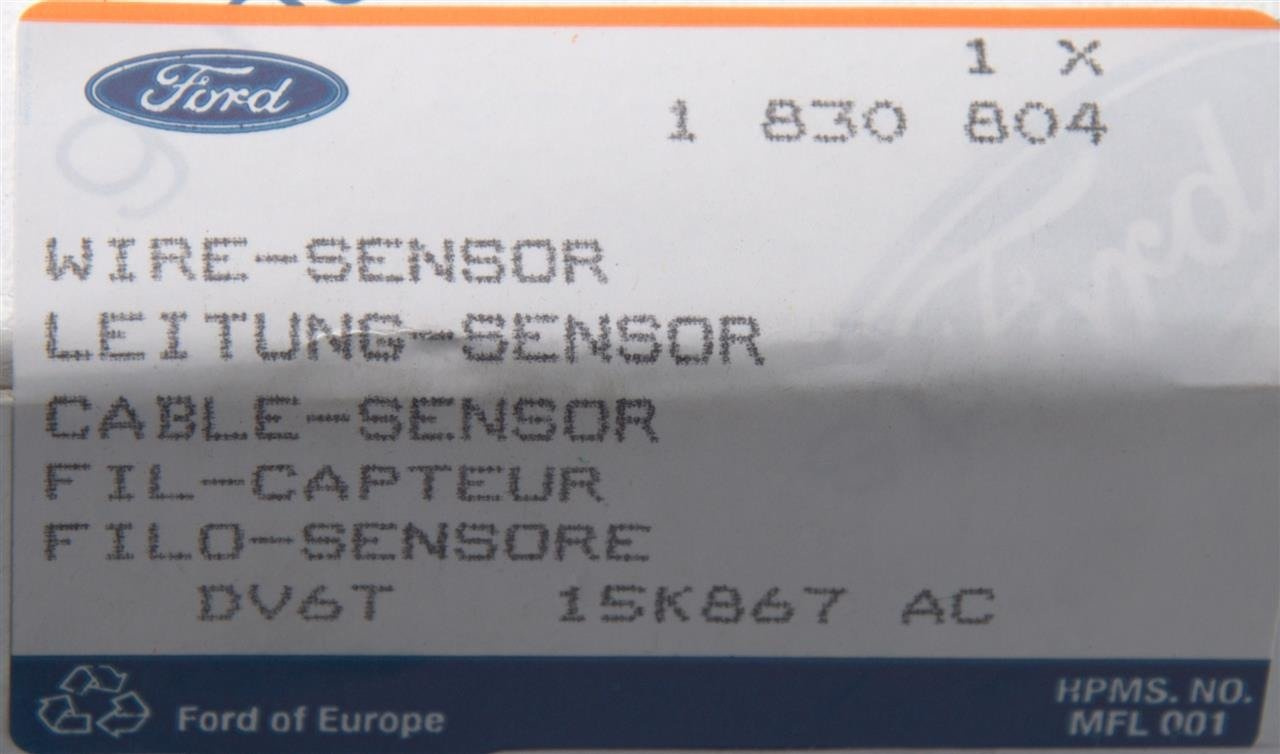 Ford
1 X
1 830 804
WIRE-SENSOR
LEITUNG-SENSOR
CABLE-SENSOR
FIL-CAPTEUR
FILO-SENSORE
DV6T 15K867 AC
Ford of Europe
HPMS. NO.
MFL 001